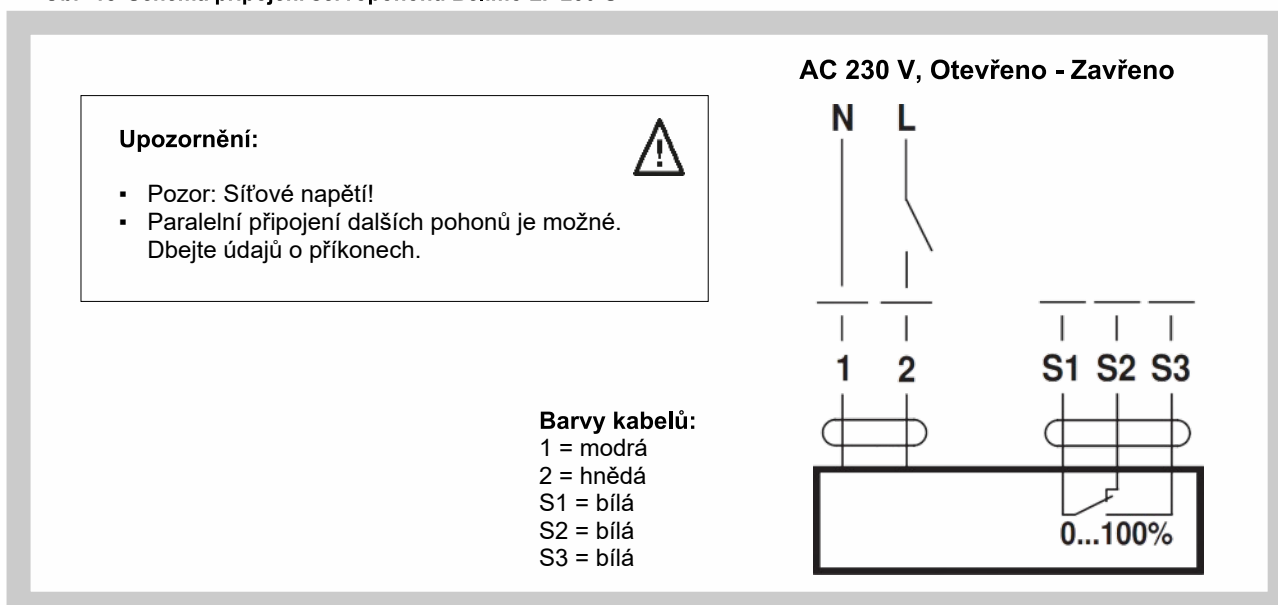 AC 230 V, Otevřeno - Zavřeno
Upozornění:
▪ Pozor: Síťové napětí!
▪ Paralelní připojení dalších pohonů je možné.
Dbejte údajů o příkonech.
N L
1 2 S1 S2 S3
Barvy kabelů:
1 = modrá
2 = hnědá
S1 = bílá
S2 = bílá
S3 = bílá
0...100%